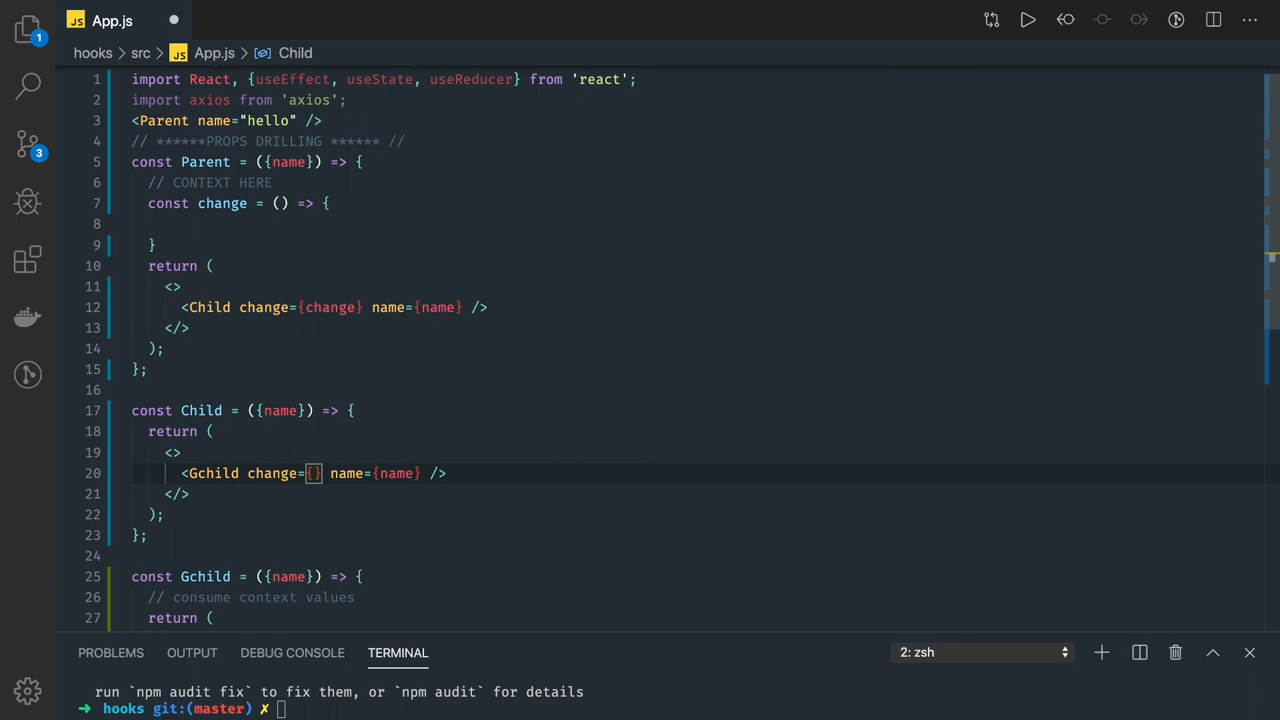 JS App.js
1
hooks > src > JS App.js > Child
1 import React, {useEffect, useState, useReducer} from 'react';
2 import axios from 'axios';
3 <Parent name="hello" />
4 // ******PROPS DRILLING ****** //
5 const Parent = ({name}) => {
6 // CONTEXT HERE
7 const change = () => {
8
9 }
10 return (
11 <>
12 <Child change={change} name={name} />
13 </>
14 );
15 };
16
17 const Child = ({name}) => {
18 return (
19 <>
20 <Gchild change={} name={name} />
21 </>
22 );
23 };
24
25 const Gchild = ({name}) => {
26 // consume context values
27 return (
3
PROBLEMS OUTPUT DEBUG CONSOLE TERMINAL 2: zsh
run `npm audit fix` to fix them, or `npm audit` for details
➜ hooks git:(master) ✗